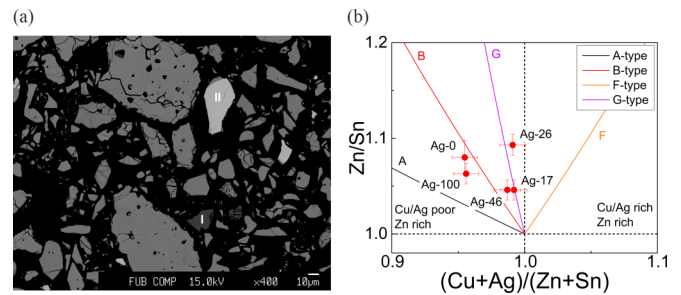 (a)
II
I
FUB COMP 15.0kV ×400 10μm
(b)
1.2
1.1
1.0
Zn/Sn
0.9 1.0 1.1
(Cu+Ag)/(Zn+Sn)
B
G
A
F
A-type
B-type
F-type
G-type
Ag-0
Ag-26
Ag-100
Ag-17
Ag-46
Cu/Ag poor
Zn rich
Cu/Ag rich
Zn rich